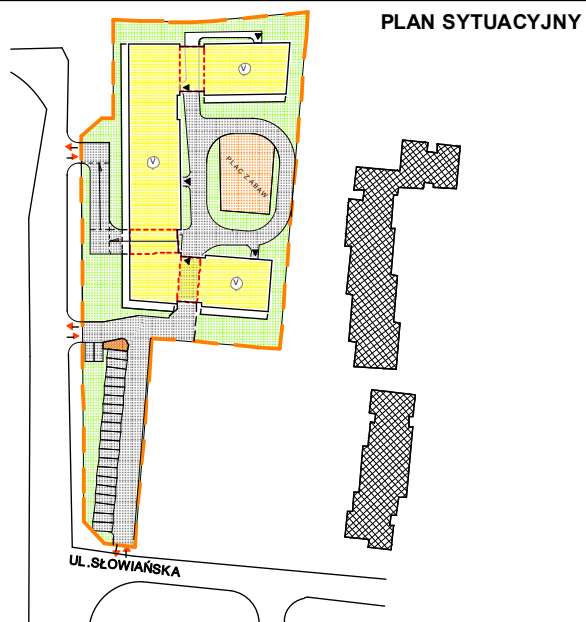 PLAN SYTUACYJNY
V
V
PLAC ZABAW
V
UL.SŁOWIAŃSKA